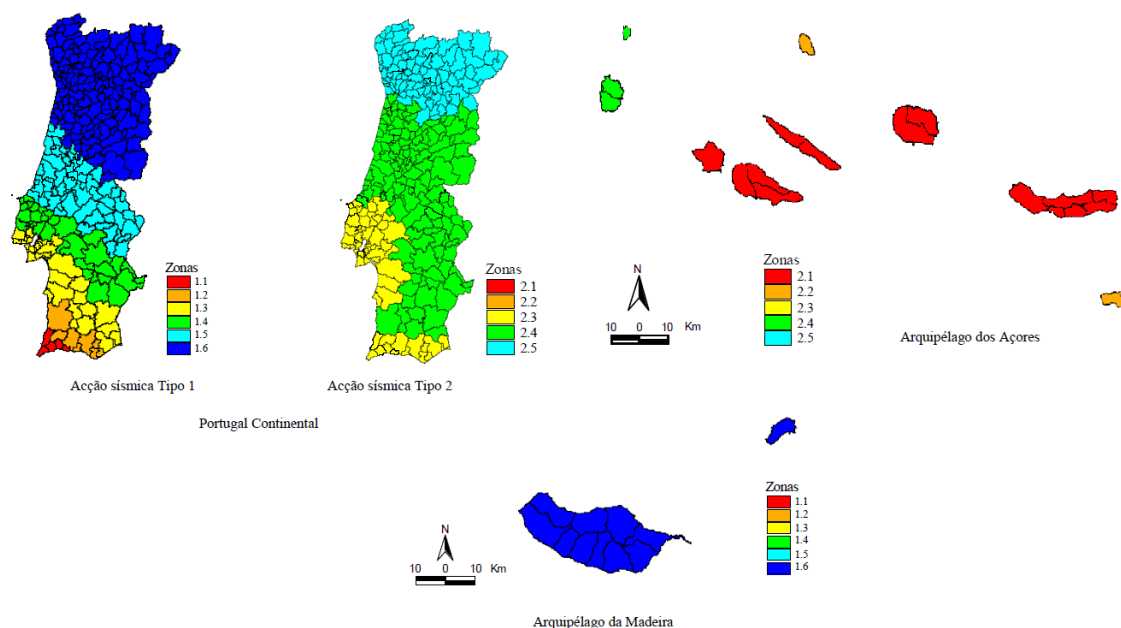 Zonas
1.1
1.2
1.3
1.4
1.5
1.6
Acção sísmica Tipo 1
Zonas
2.1
2.2
2.3
2.4
2.5
Acção sísmica Tipo 2
Portugal Continental
N
10 0 10 Km
Zonas
2.1
2.2
2.3
2.4
2.5
Arquipélago dos Açores
N
10 0 10 Km
Zonas
1.1
1.2
1.3
1.4
1.5
1.6
Arquipélago da Madeira